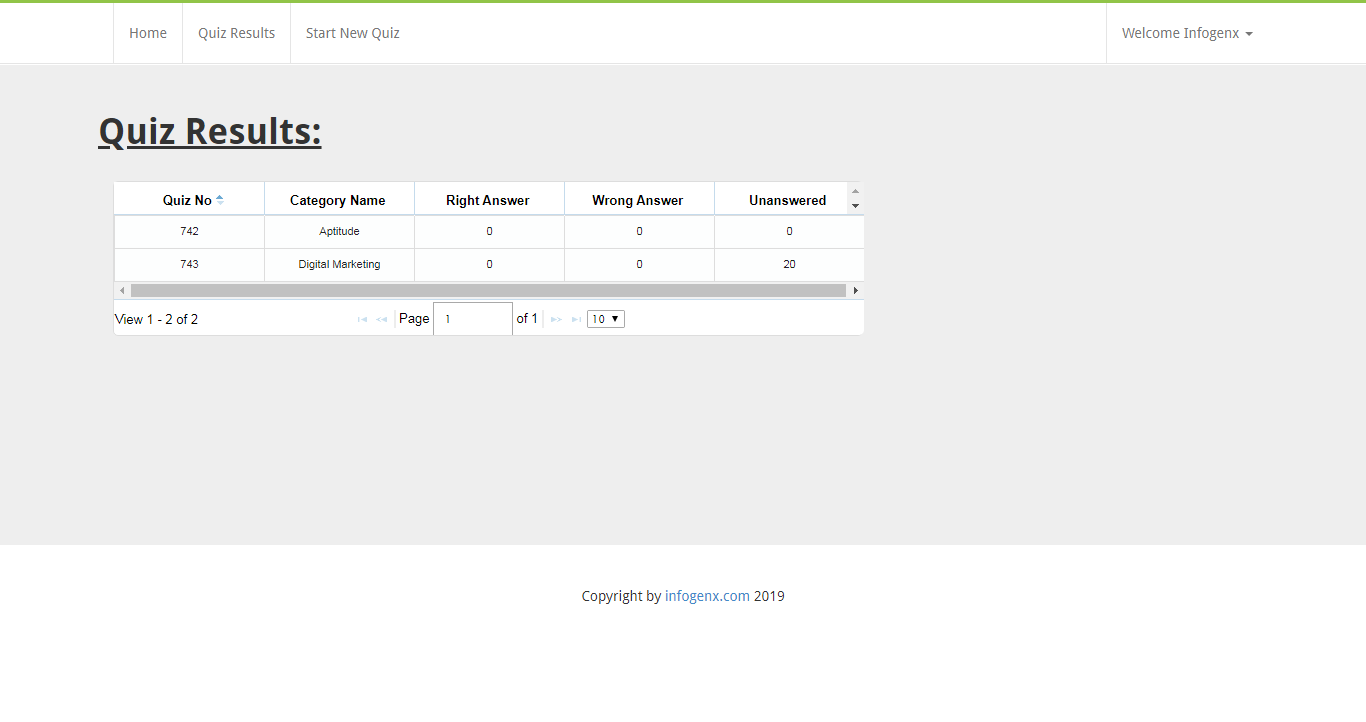 Home Quiz Results Start New Quiz Welcome Infogenx
Quiz Results:
Quiz No Category Name Right Answer Wrong Answer Unanswered
742 Aptitude 0 0 0
743 Digital Marketing 0 0 20
View 1 - 2 of 2 Page 1 of 1 10
Copyright by infogenx.com 2019